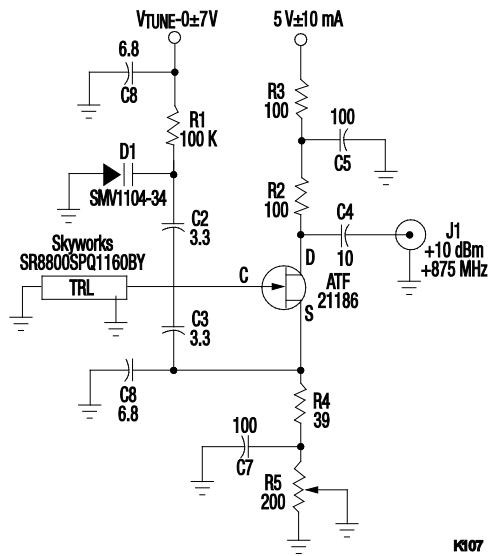 VTUNE-0±7V
5 V±10 mA
6.8
C8
R1
100 K
R3
100
100
C5
D1
SMV1104-34
R2
100
C2
3.3
C4
10
J1
+10 dBm
+875 MHz
Skyworks
SR8800SPQ1160BY
TRL
C
D
S
ATF
21186
C3
3.3
C8
6.8
R4
39
100
C7
R5
200
K107